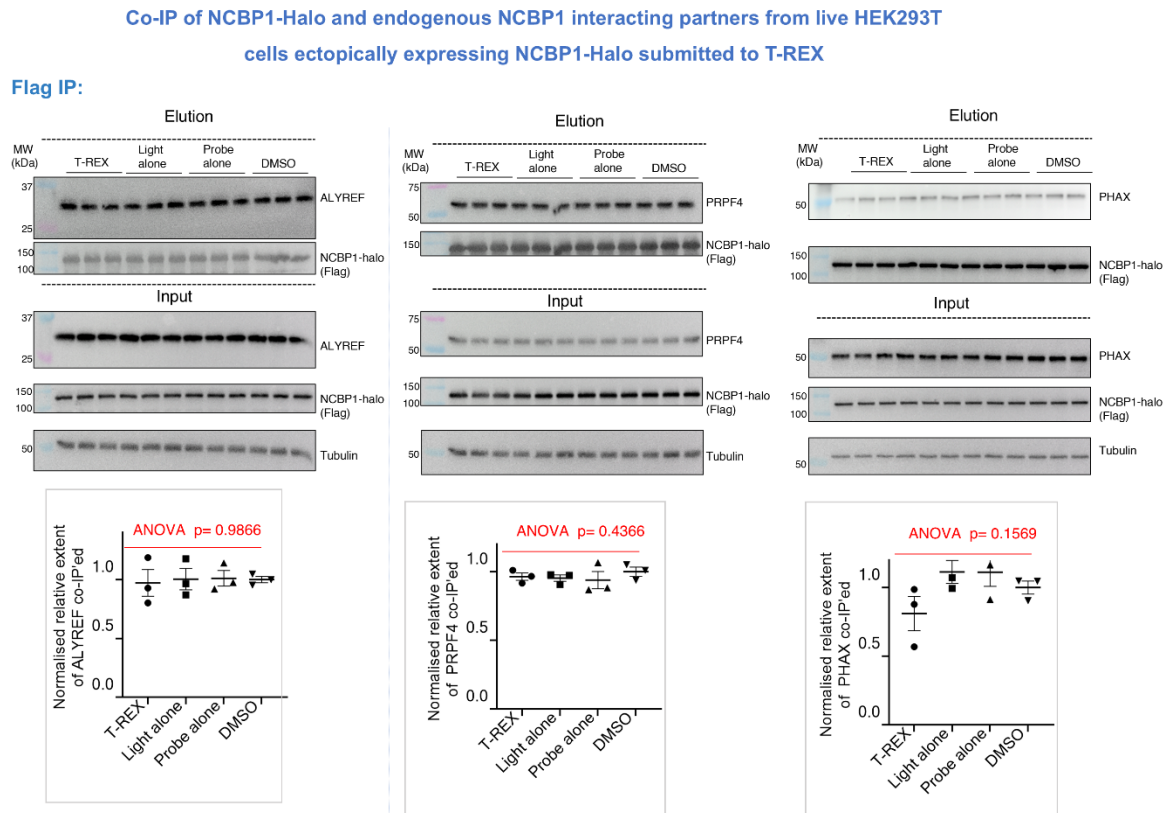 Co-IP of NCBP1-Halo and endogenous NCBP1 interacting partners from live HEK293T
cells ectopically expressing NCBP1-Halo submitted to T-REX
Flag IP:
Elution
MW
(kDa)
T-REX
Light
alone
Probe
alone
DMSO
37
25
ALYREF
150
100
NCBP1-halo
(Flag)
Input
37
25
ALYREF
150
100
NCBP1-halo
(Flag)
50
Tubulin
ANOVA p= 0.9866
Normalised relative extent
of ALYREF co-IP'ed
1.0
0.5
0.0
T-REX
Light alone
Probe alone
DMSO
Elution
MW
(kDa)
T-REX
Light
alone
Probe
alone
DMSO
75
50
PRPF4
150
NCBP1-halo
(Flag)
Input
75
50
PRPF4
150
100
NCBP1-halo
(Flag)
50
Tubulin
ANOVA p= 0.4366
Normalised relative extent
of PRPF4 co-IP'ed
1.0
0.5
0.0
T-REX
Light alone
Probe alone
DMSO
Elution
MW
(kDa)
T-REX
Light
alone
Probe
alone
DMSO
50
PHAX
150
100
NCBP1-halo
(Flag)
Input
50
PHAX
150
100
NCBP1-halo
(Flag)
50
Tubulin
ANOVA p= 0.1569
Normalised relative extent
of PHAX co-IP'ed
1.0
0.5
0.0
T-REX
Light alone
Probe alone
DMSO